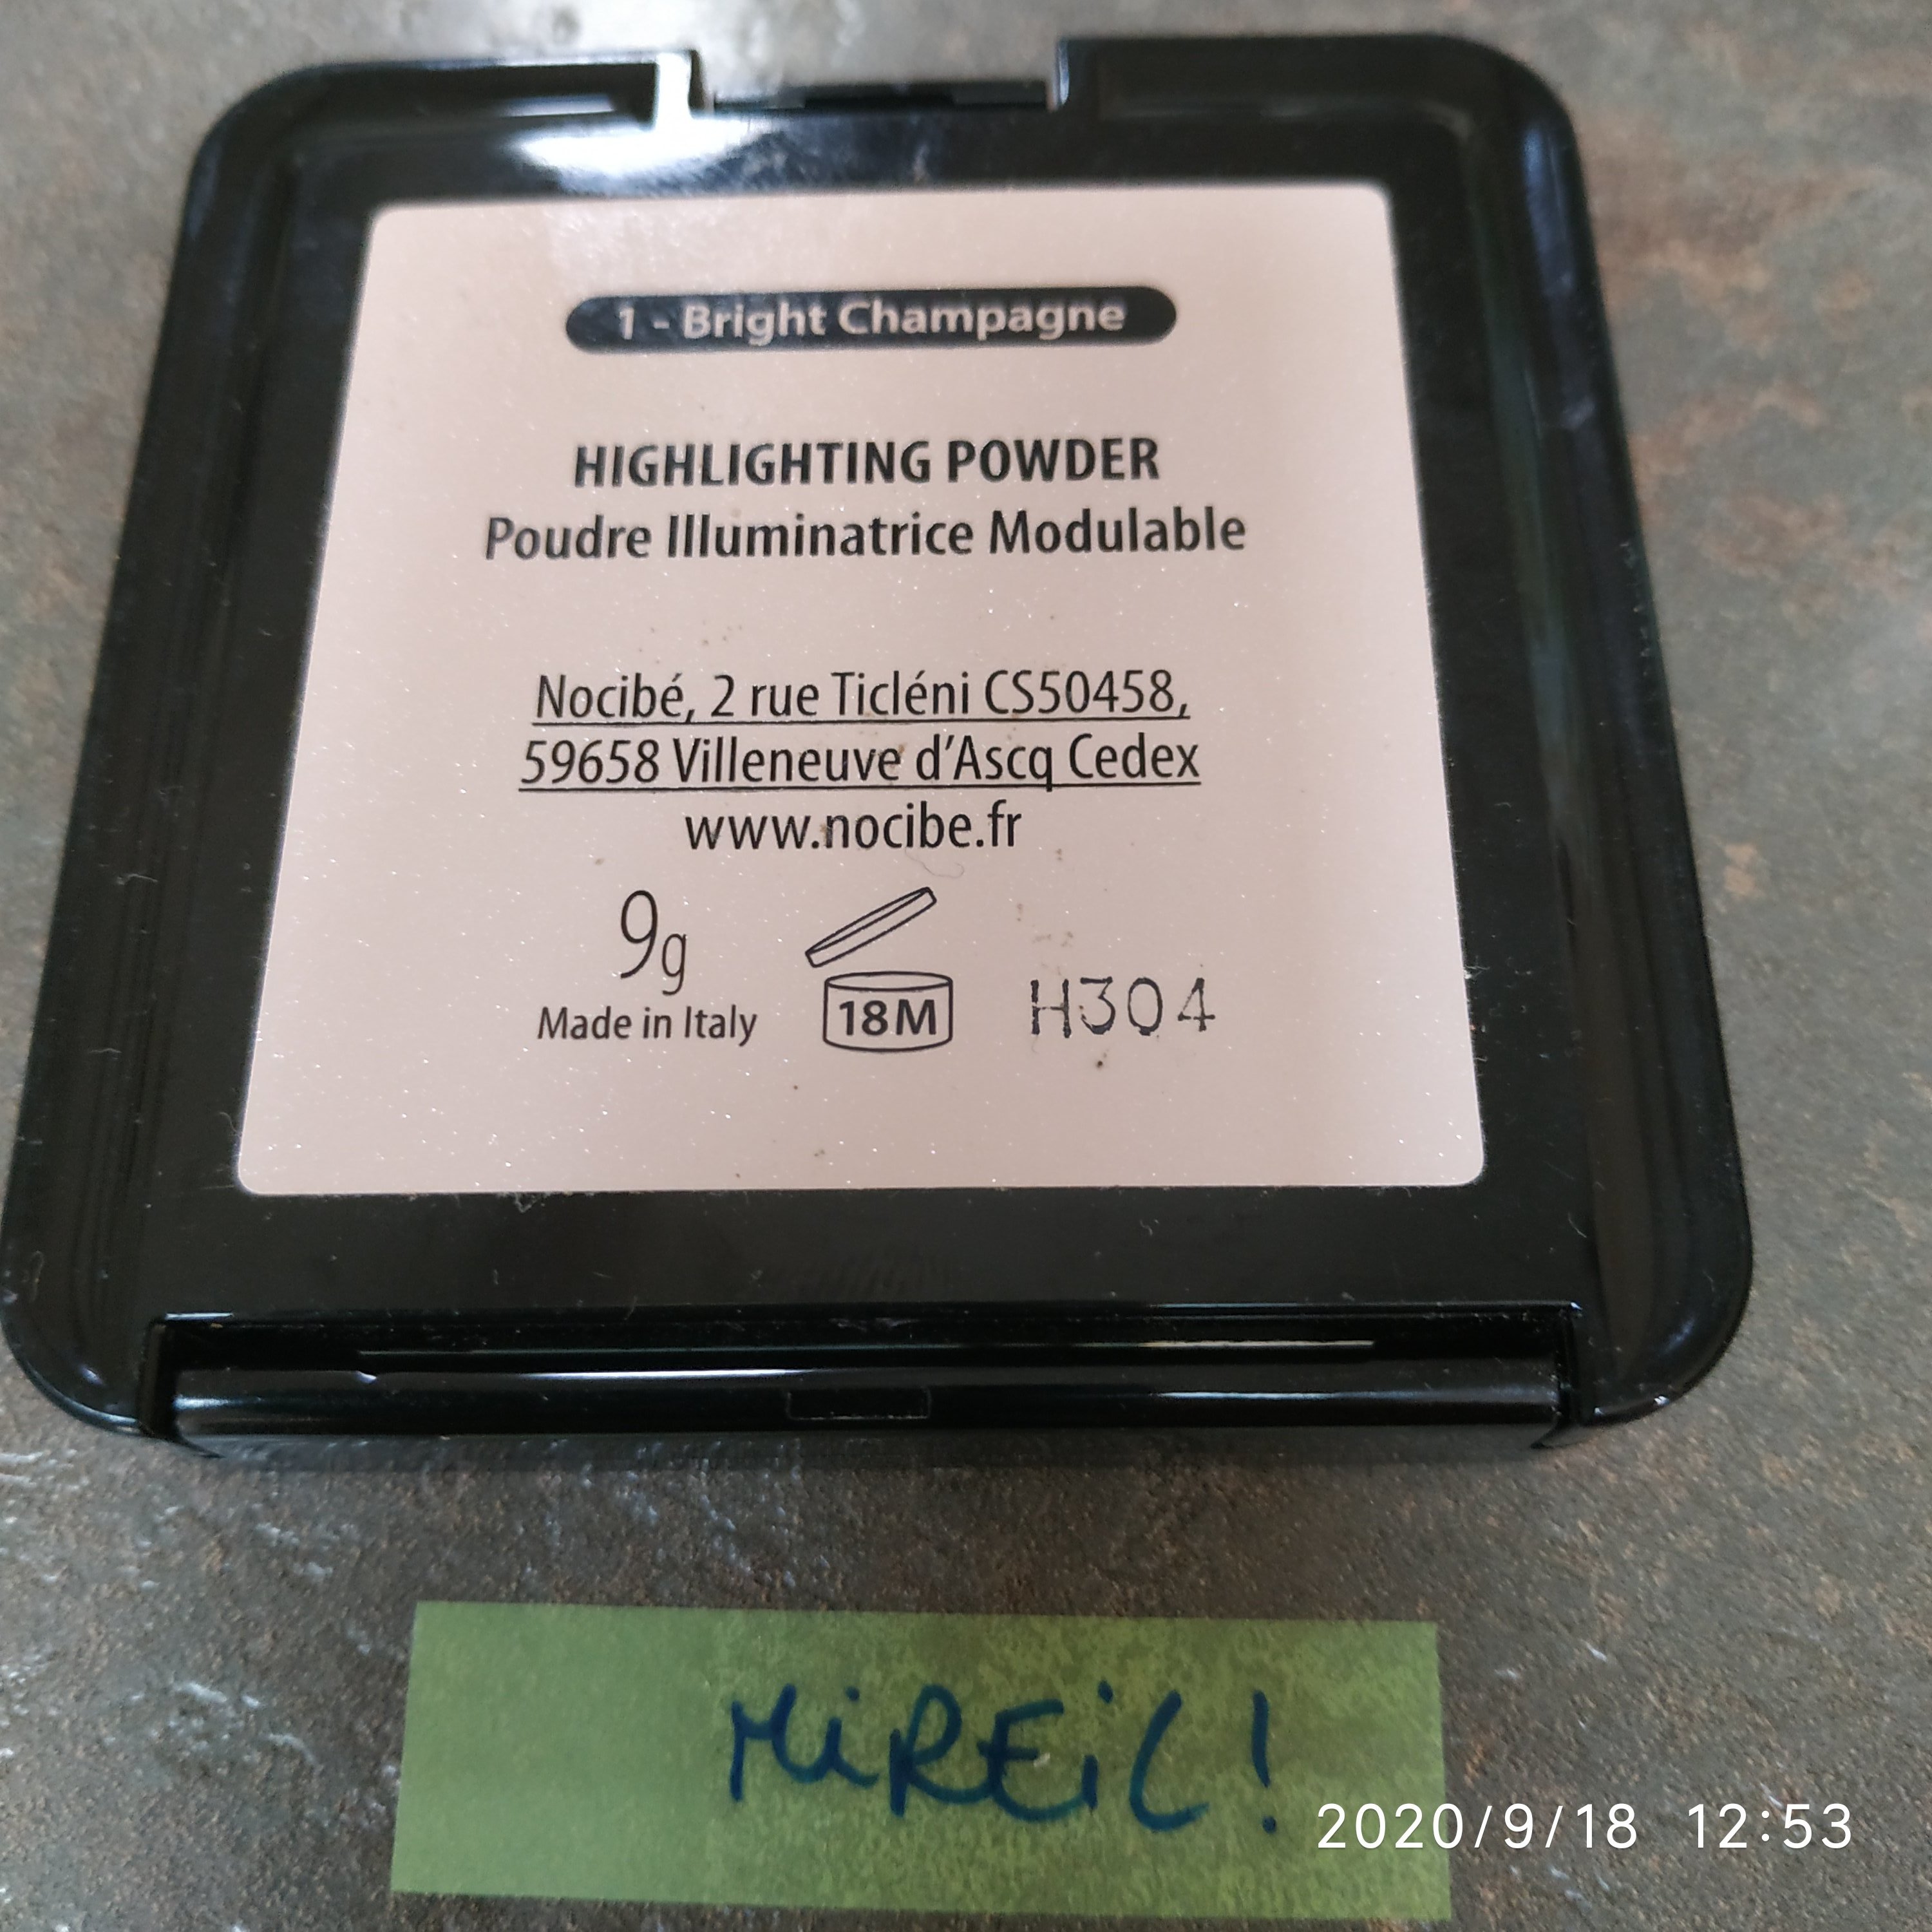 1 - Bright Champagne
HIGHLIGHTING POWDER
Poudre Illuminatrice Modulable
Nocibé, 2 rue Ticléni CS50458,
59658 Villeneuve d'Ascq Cedex
www.nocibe.fr
9g
Made in Italy
18M
H304
MiREiL!
2020/9/18 12:53